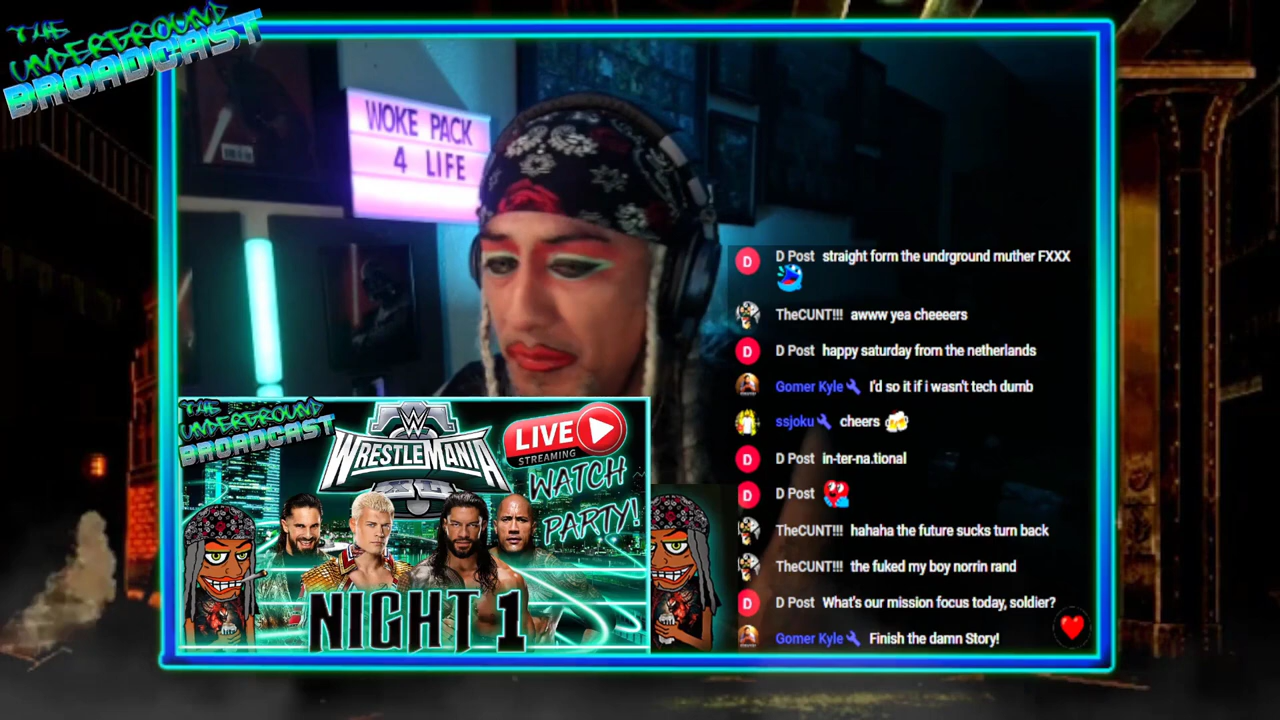 THE
UNDERGROUND
BROADCAST
WOKE PACK
4 LIFE
D D Post straight form the undrground muther FXXX
TheCUNT!!! awww yea cheeeers
D D Post happy saturday from the netherlands
Gomer Kyle I'd so it if i wasn't tech dumb
ssjoku cheers
D D Post in-ter-na.tional
D D Post
TheCUNT!!! hahaha the future sucks turn back
TheCUNT!!! the fuked my boy norrin rand
D D Post What's our mission focus today, soldier?
Gomer Kyle Finish the damn Story!
THE
UNDERGROUND
BROADCAST
W
WRESTLEMANIA
XL
LIVE
STREAMING
WATCH
PARTY!
NIGHT 1